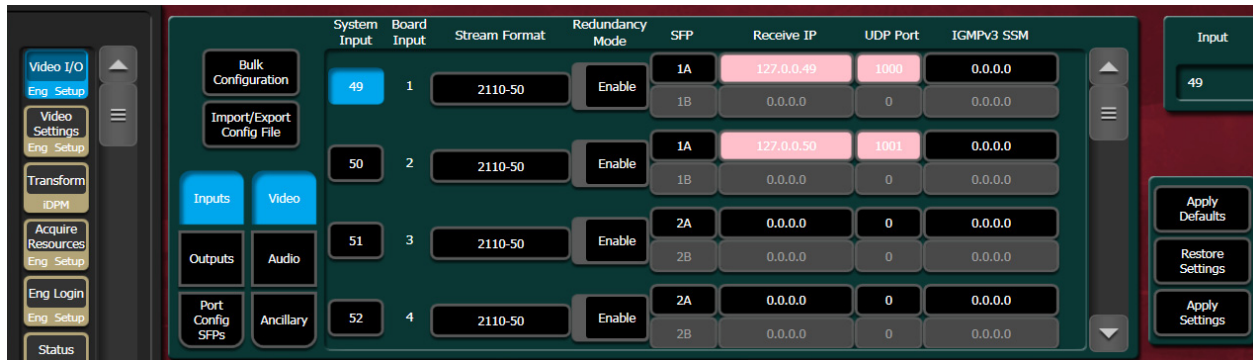 System Input
Board Input
Stream Format
Redundancy Mode
SFP
Receive IP
UDP Port
IGMPv3 SSM
Input
49
Video I/O
Eng Setup
Video Settings
Eng Setup
Transform
iDPM
Acquire Resources
Eng Setup
Eng Login
Eng Setup
Status
Bulk Configuration
Import/Export Config File
Inputs
Video
Outputs
Audio
Port Config SFPs
Ancillary
49 1 2110-50 Enable 1A 127.0.0.49 1000 0.0.0.0
1B 0.0.0.0 0 0.0.0.0
50 2 2110-50 Enable 1A 127.0.0.50 1001 0.0.0.0
1B 0.0.0.0 0 0.0.0.0
51 3 2110-50 Enable 2A 0.0.0.0 0 0.0.0.0
2B 0.0.0.0 0 0.0.0.0
52 4 2110-50 Enable 2A 0.0.0.0 0 0.0.0.0
2B 0.0.0.0 0 0.0.0.0
Apply Defaults
Restore Settings
Apply Settings